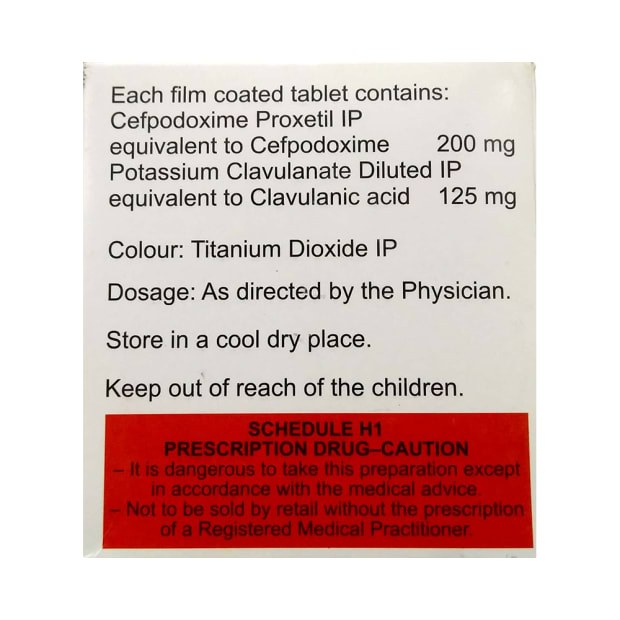 Each film coated tablet contains:
Cefpodoxime Proxetil IP
equivalent to Cefpodoxime 200 mg
Potassium Clavulanate Diluted IP
equivalent to Clavulanic acid 125 mg
Colour: Titanium Dioxide IP
Dosage: As directed by the Physician.
Store in a cool dry place.
Keep out of reach of the children.
SCHEDULE H1
PRESCRIPTION DRUG–CAUTION
– It is dangerous to take this preparation except
in accordance with the medical advice.
– Not to be sold by retail without the prescription
of a Registered Medical Practitioner.